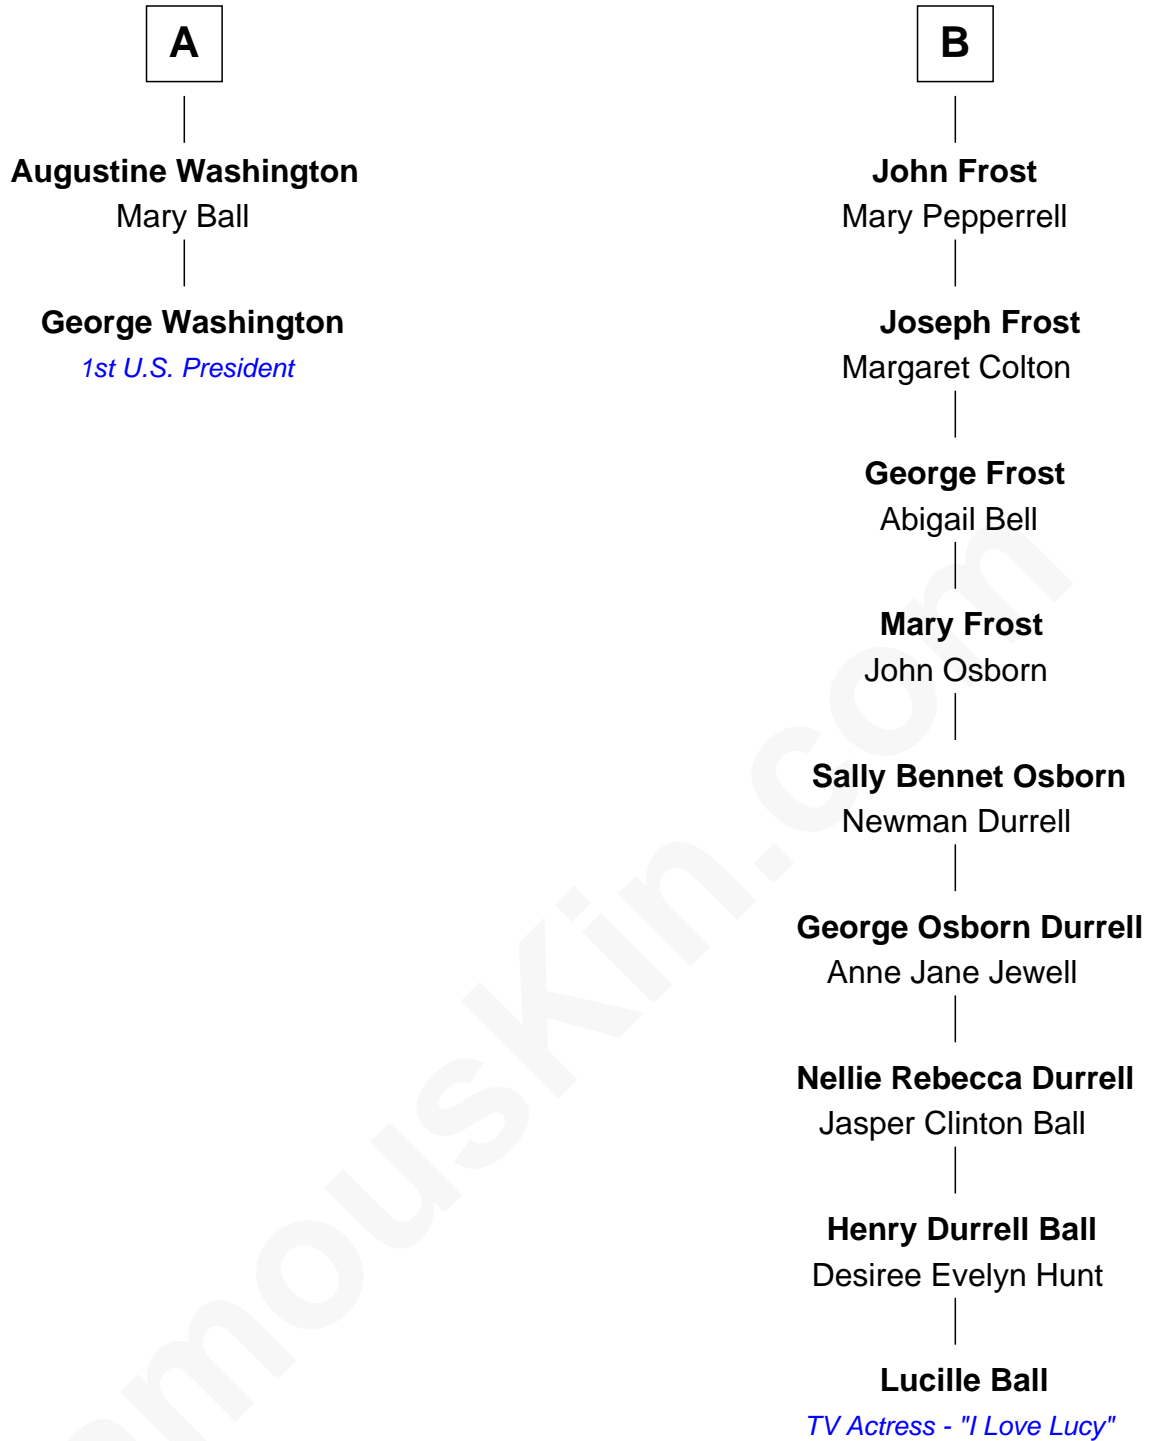 A
Augustine Washington
Mary Ball
George Washington
1st U.S. President
B
John Frost
Mary Pepperrell
Joseph Frost
Margaret Colton
George Frost
Abigail Bell
Mary Frost
John Osborn
Sally Bennet Osborn
Newman Durrell
George Osborn Durrell
Anne Jane Jewell
Nellie Rebecca Durrell
Jasper Clinton Ball
Henry Durrell Ball
Desiree Evelyn Hunt
Lucille Ball
TV Actress - "I Love Lucy"
amouskin.com